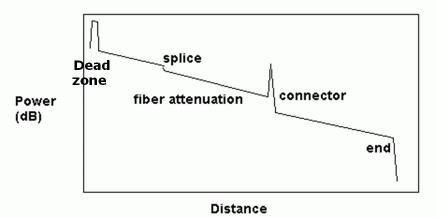 splice
Dead
zone
Power
(dB)
fiber attenuation
connector
end
Distance